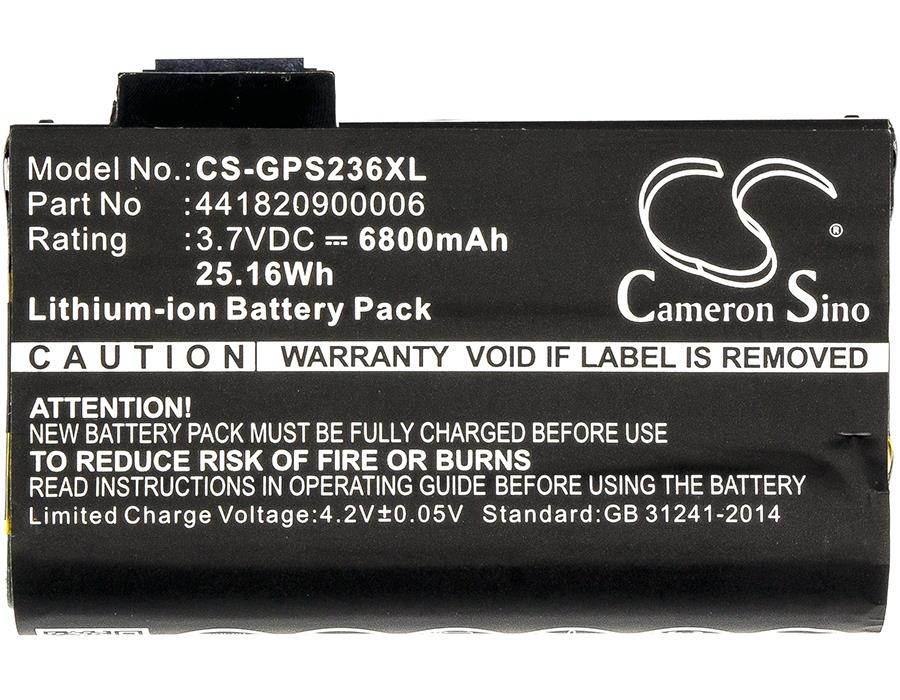 Model No.: CS-GPS236XL
Part No :441820900006
Rating :3.7VDC ⎓ 6800mAh
25.16Wh
Lithium-ion Battery Pack
CS
®
Cameron Sino
CAUTION WARRANTY VOID IF LABEL IS REMOVED
ATTENTION!
NEW BATTERY PACK MUST BE FULLY CHARGED BEFORE USE
TO REDUCE RISK OF FIRE OR BURNS
READ INSTRUCTIONS IN OPERATING GUIDE BEFORE USING THE BATTERY
Limited Charge Voltage:4.2V±0.05V Standard:GB 31241-2014